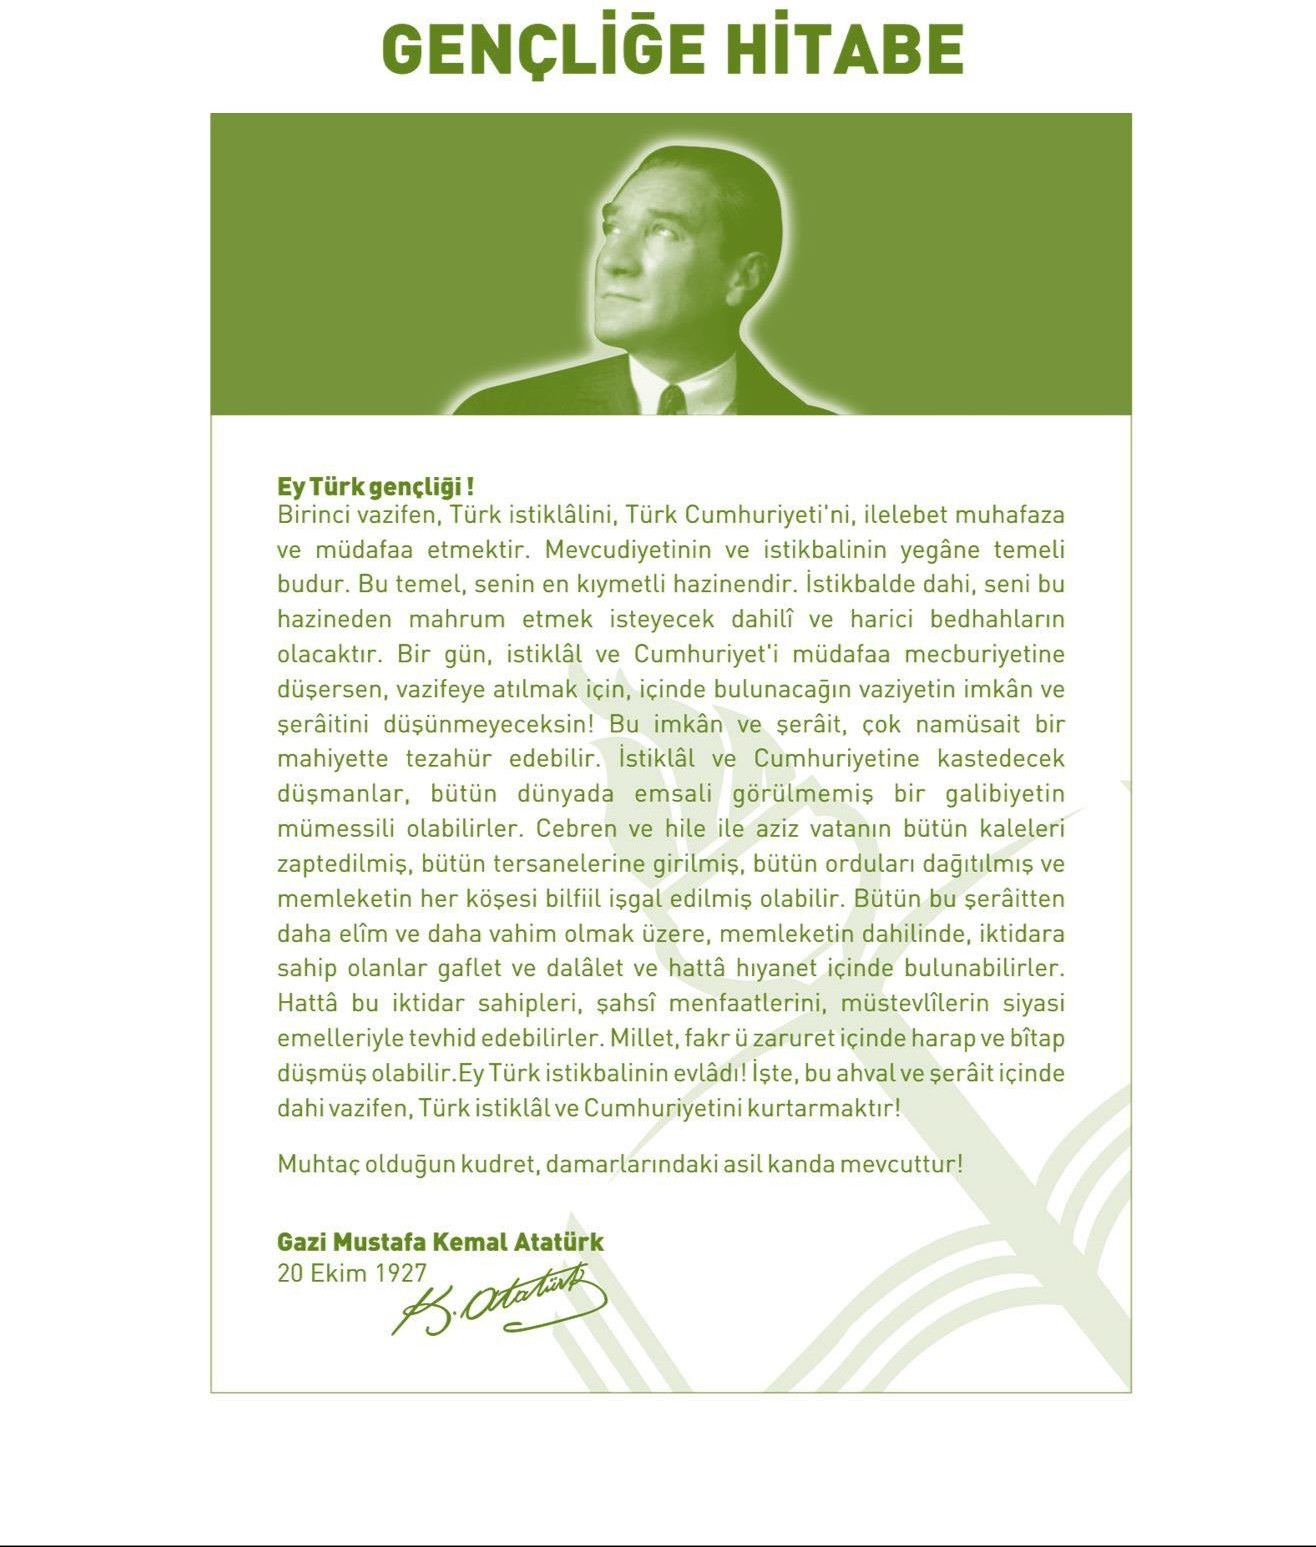 GENÇLİĞE HİTABE
Ey Türk gençliği !
Birinci vazifen, Türk istiklâlini, Türk Cumhuriyeti'ni, ilelebet muhafaza
ve müdafaa etmektir. Mevcudiyetinin ve istikbalinin yegâne temeli
budur. Bu temel, senin en kıymetli hazinendir. İstikbalde dahi, seni bu
hazineden mahrum etmek isteyecek dahilî ve harici bedhahların
olacaktır. Bir gün, istiklâl ve Cumhuriyet'i müdafaa mecburiyetine
düşersen, vazifeye atılmak için, içinde bulunacağın vaziyetin imkân ve
şerâitini düşünmeyeceksin! Bu imkân ve şerâit, çok namüsait bir
mahiyette tezahür edebilir. İstiklâl ve Cumhuriyetine kastedecek
düşmanlar, bütün dünyada emsali görülmemiş bir galibiyetin
mümessili olabilirler. Cebren ve hile ile aziz vatanın bütün kaleleri
zaptedilmiş, bütün tersanelerine girilmiş, bütün orduları dağıtılmış ve
memleketin her köşesi bilfiil işgal edilmiş olabilir. Bütün bu şerâitten
daha elîm ve daha vahim olmak üzere, memleketin dahilinde, iktidara
sahip olanlar gaflet ve dalâlet ve hattâ hıyanet içinde bulunabilirler.
Hattâ bu iktidar sahipleri, şahsî menfaatlerini, müstevlîlerin siyasi
emelleriyle tevhid edebilirler. Millet, fakr ü zaruret içinde harap ve bîtap
düşmüş olabilir.Ey Türk istikbalinin evlâdı! İşte, bu ahval ve şerâit içinde
dahi vazifen, Türk istiklâl ve Cumhuriyetini kurtarmaktır!
Muhtaç olduğun kudret, damarlarındaki asil kanda mevcuttur!
Gazi Mustafa Kemal Atatürk
20 Ekim 1927
K. Atatürk